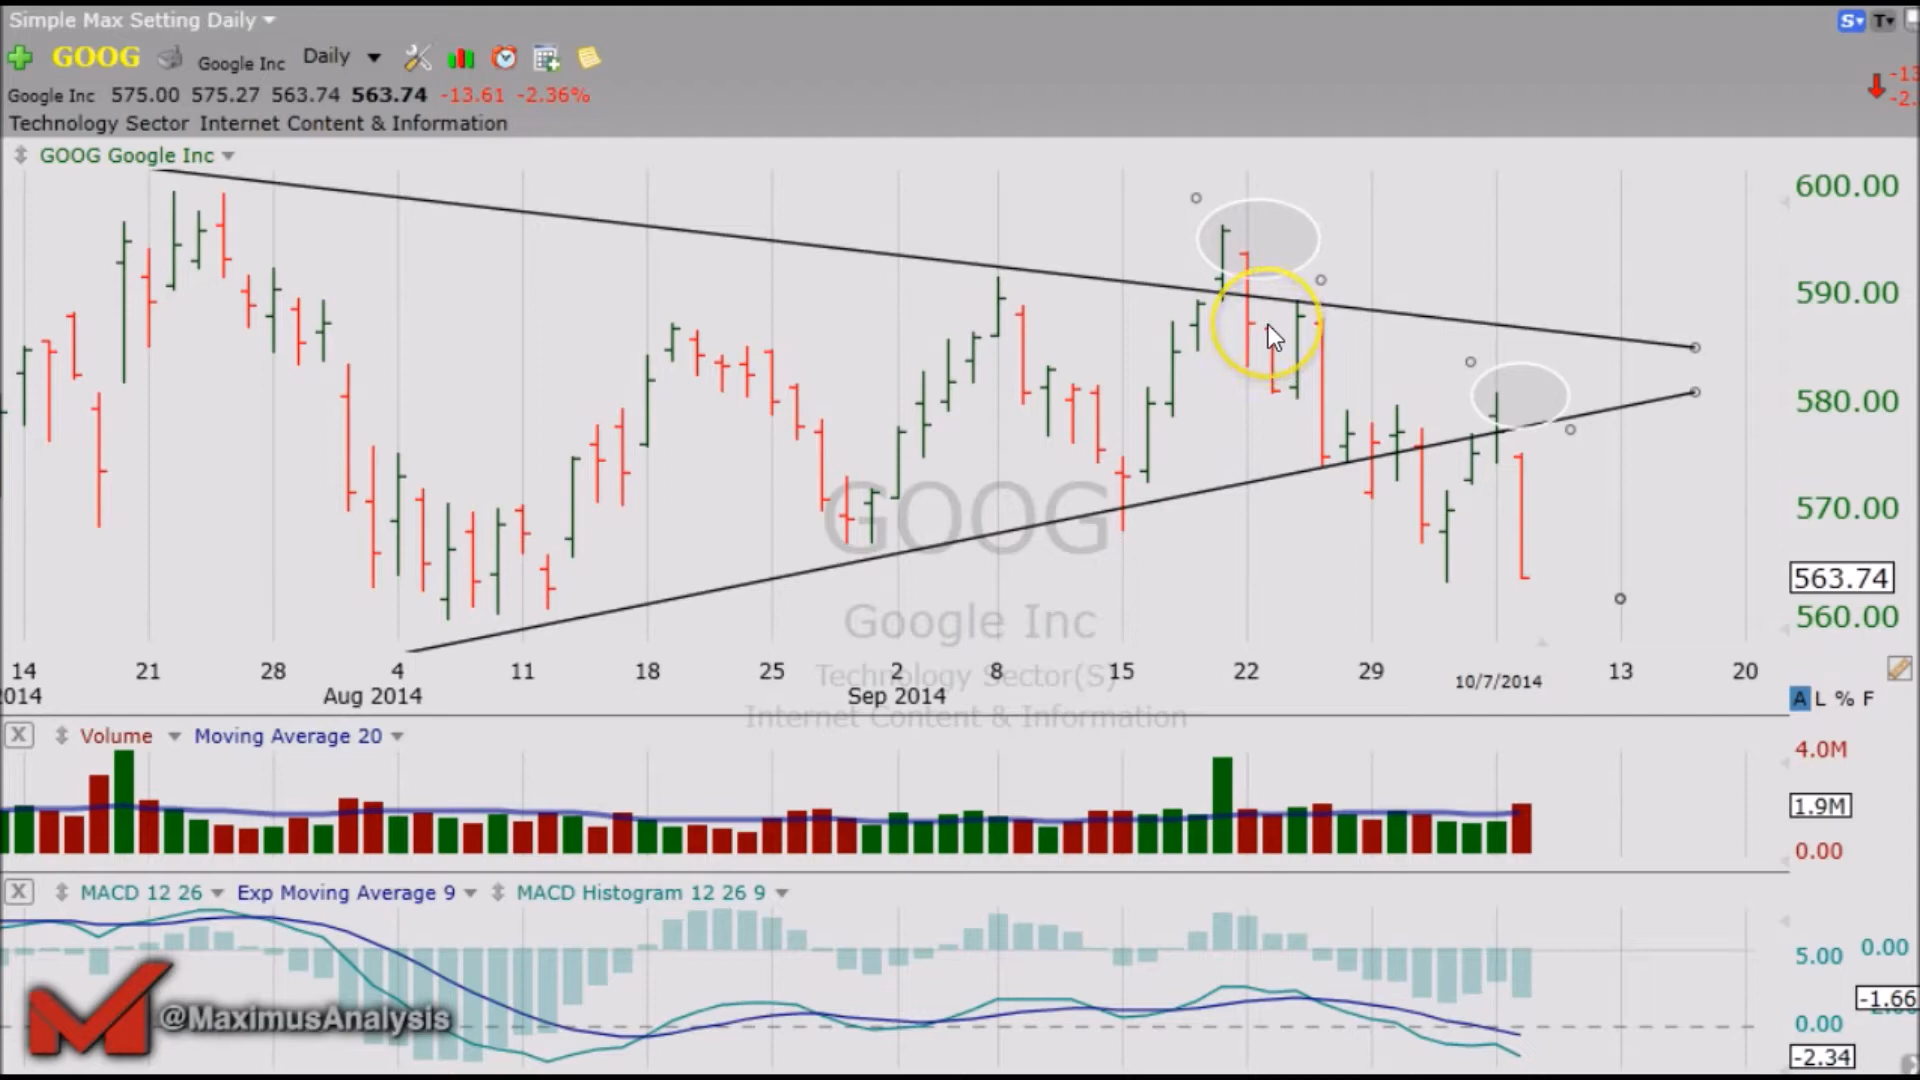 Simple Max Setting Daily
S T
GOOG Google Inc Daily
Google Inc 575.00 575.27 563.74 563.74 -13.61 -2.36%
Technology Sector Internet Content & Information
GOOG Google Inc
600.00
590.00
580.00
570.00
563.74
560.00
GOOG
Google Inc
Technology Sector(S)
Internet Content & Information
14 21 28 4 11 18 25 2 8 15 22 29 10/7/2014 13 20
2014 Aug 2014 Sep 2014
A L % F
X Volume Moving Average 20
4.0M
1.9M
0.00
X MACD 12 26 Exp Moving Average 9 MACD Histogram 12 26 9
5.00 0.00
-1.66
0.00
-2.34
@MaximusAnalysis